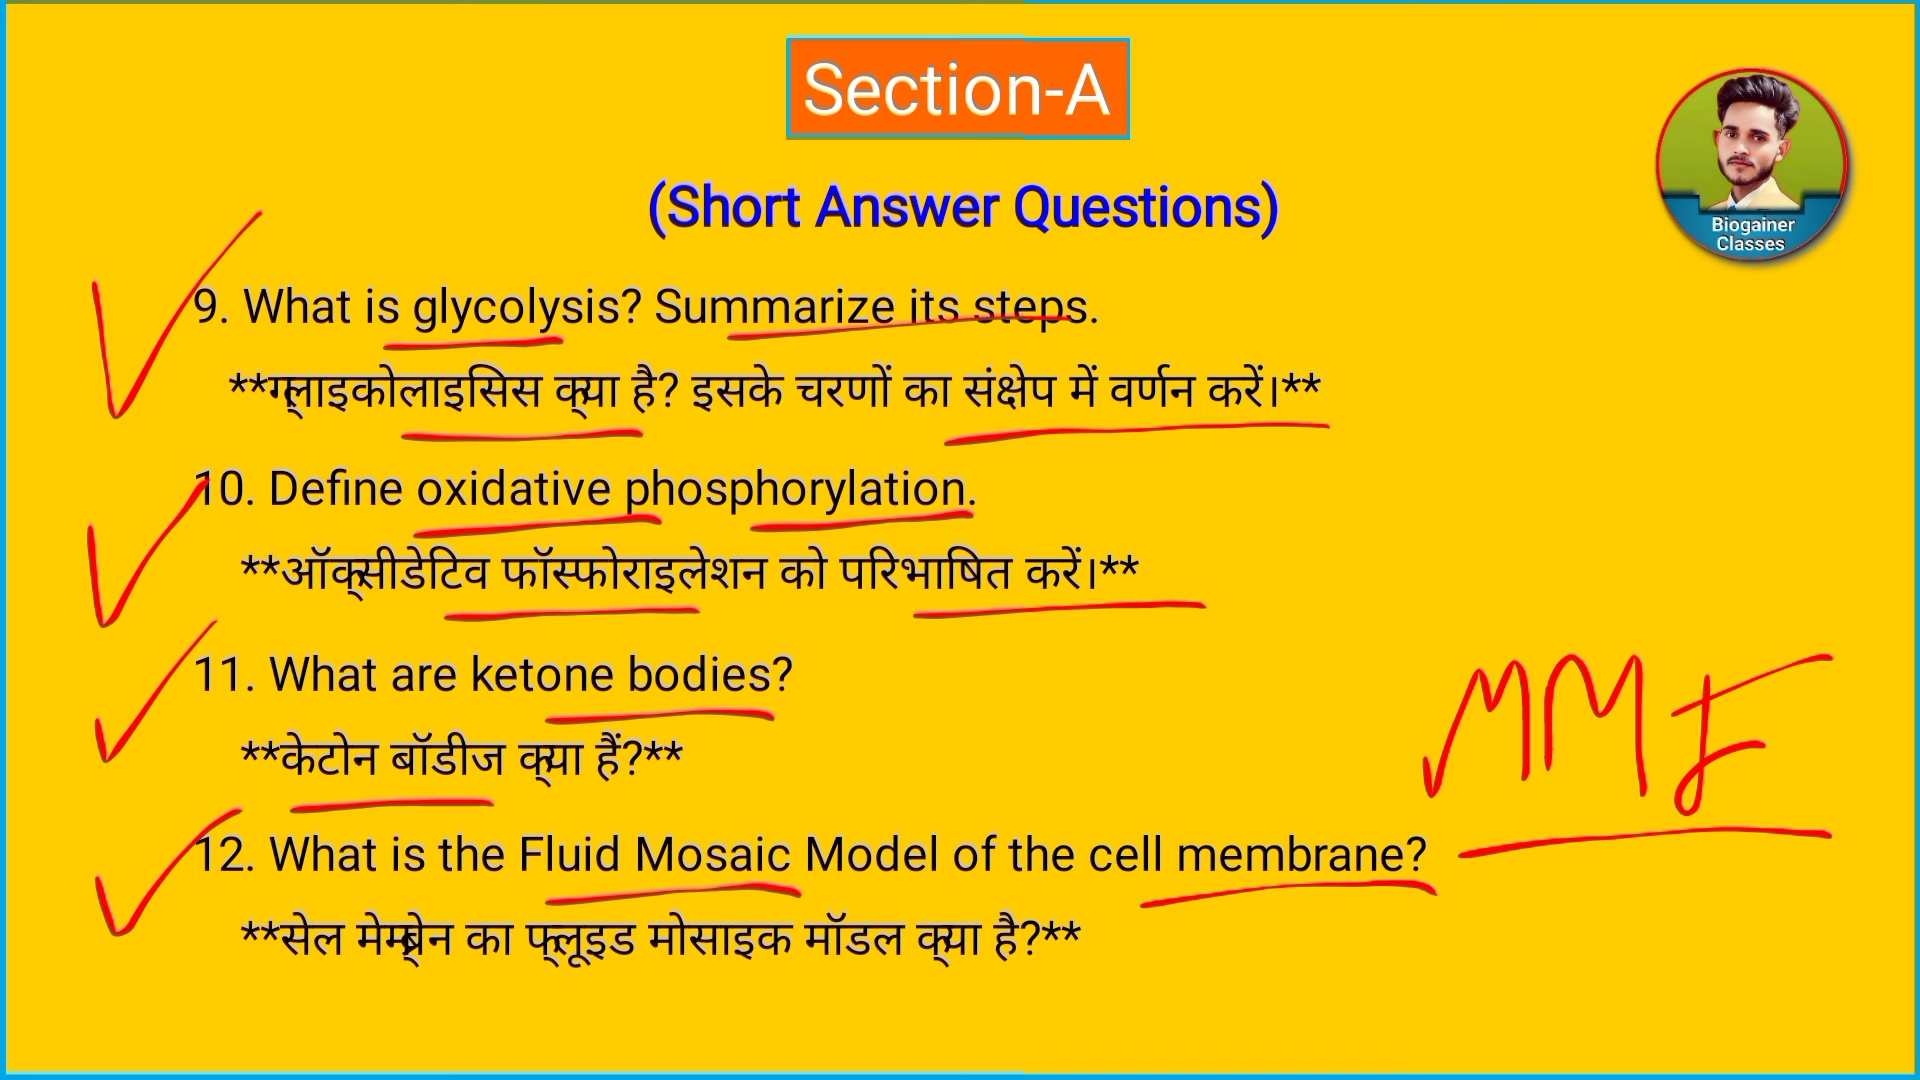 Section-A
(Short Answer Questions)
Biogainer
Classes
9. What is glycolysis? Summarize its steps.
**ग्लाइकोलाइसिस क्या है? इसके चरणों का संक्षेप में वर्णन करें।**
10. Define oxidative phosphorylation.
**ऑक्सीडेटिव फॉस्फोराइलेशन को परिभाषित करें।**
11. What are ketone bodies?
**केटोन बॉडीज क्या हैं?**
12. What is the Fluid Mosaic Model of the cell membrane?
**सेल मेम्ब्रेन का फ्लूइड मोसाइक मॉडल क्या है?**